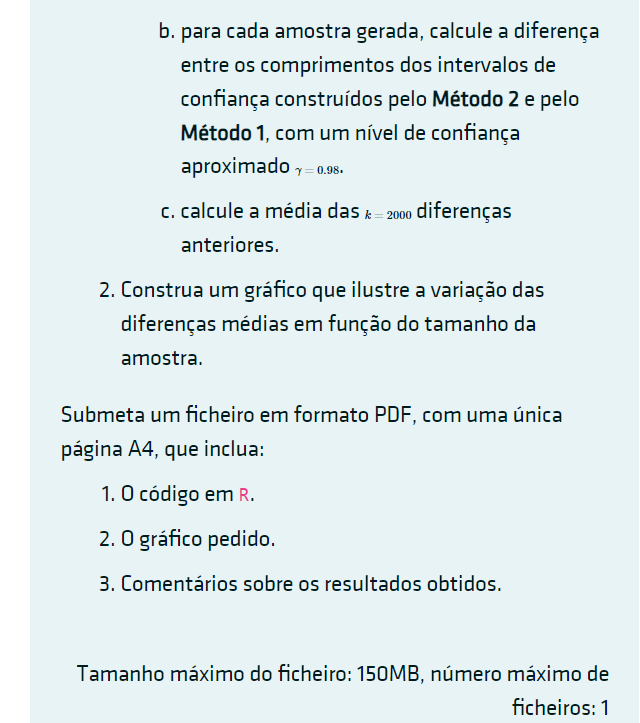 b. para cada amostra gerada, calcule a diferença
entre os comprimentos dos intervalos de
confiança construídos pelo Método 2 e pelo
Método 1, com um nível de confiança
aproximado γ = 0.98.
c. calcule a média das k = 2000 diferenças
anteriores.
2. Construa um gráfico que ilustre a variação das
diferenças médias em função do tamanho da
amostra.
Submeta um ficheiro em formato PDF, com uma única
página A4, que inclua:
1. O código em R.
2. O gráfico pedido.
3. Comentários sobre os resultados obtidos.
Tamanho máximo do ficheiro: 150MB, número máximo de
ficheiros: 1